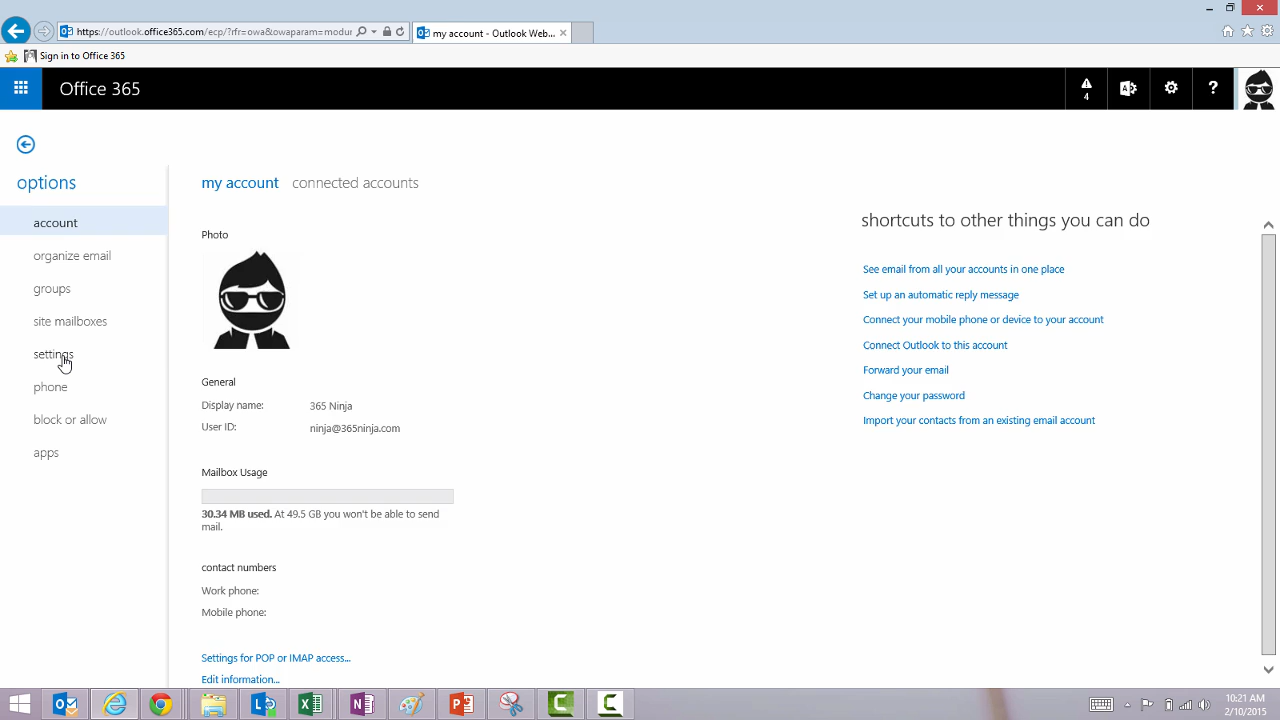 https://outlook.office365.com/ecp/?rfr=owa&owaparam=modur
my account - Outlook Web...
Sign in to Office 365
Office 365
4
?
options
account
organize email
groups
site mailboxes
settings
phone
block or allow
apps
my account connected accounts
Photo
General
Display name: 365 Ninja
User ID: ninja@365ninja.com
Mailbox Usage
30.34 MB used. At 49.5 GB you won't be able to send
mail.
contact numbers
Work phone:
Mobile phone:
Settings for POP or IMAP access...
Edit information...
shortcuts to other things you can do
See email from all your accounts in one place
Set up an automatic reply message
Connect your mobile phone or device to your account
Connect Outlook to this account
Forward your email
Change your password
Import your contacts from an existing email account
10:21 AM
2/10/2015